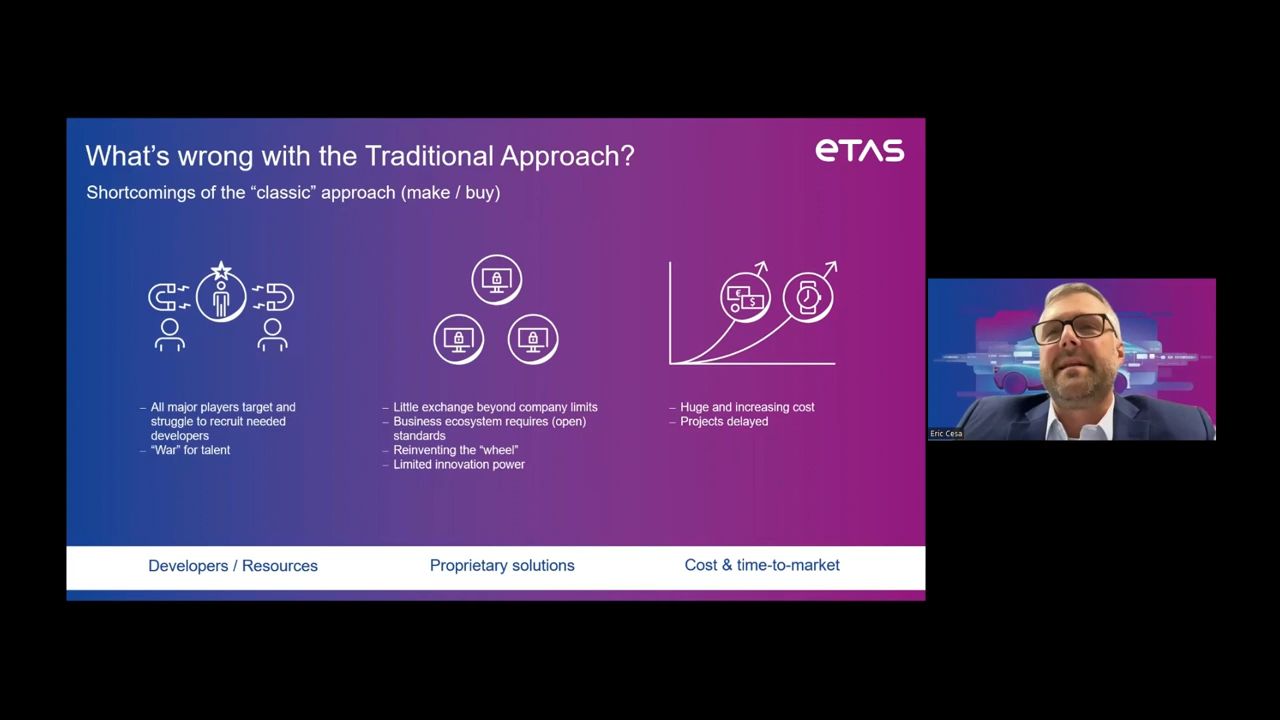 What's wrong with the Traditional Approach?
eTAS
Shortcomings of the “classic” approach (make / buy)
€
$
– All major players target and
struggle to recruit needed
developers
– “War” for talent
– Little exchange beyond company limits
– Business ecosystem requires (open)
standards
– Reinventing the “wheel”
– Limited innovation power
– Huge and increasing cost
– Projects delayed
Developers / Resources
Proprietary solutions
Cost & time-to-market
Eric Cesa